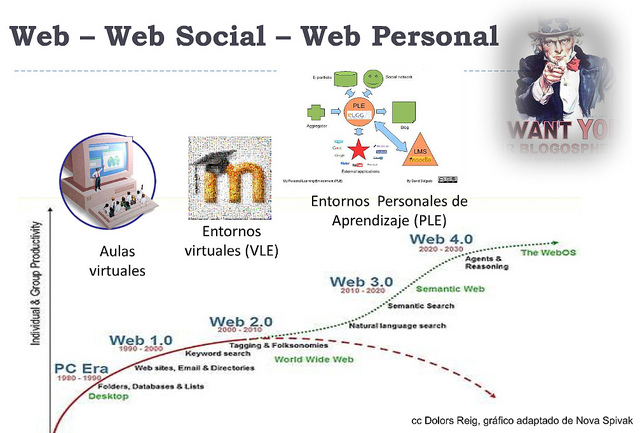 Web – Web Social – Web Personal
E-portfolio
Social network
PLE
ELGG
Aggregator
Blog
LMS
moodle
External applications
WANT YOU
R BLOGOSPHE
m
Aulas
virtuales
Entornos
virtuales (VLE)
Entornos Personales de
Aprendizaje (PLE)
Individual & Group Productivity
Web 4.0
2020 - 2030
Agents &
Reasoning
The WebOS
Web 3.0
2010 - 2020
Semantic Web
Semantic Search
Natural language search
Web 2.0
2000 - 2010
Tagging & Folksonomies
World Wide Web
Web 1.0
1990 - 2000
Keyword search
Web sites, Email & Directories
PC Era
1980 - 1990
Folders, Databases & Lists
Desktop
cc Dolors Reig, gráfico adaptado de Nova Spivak